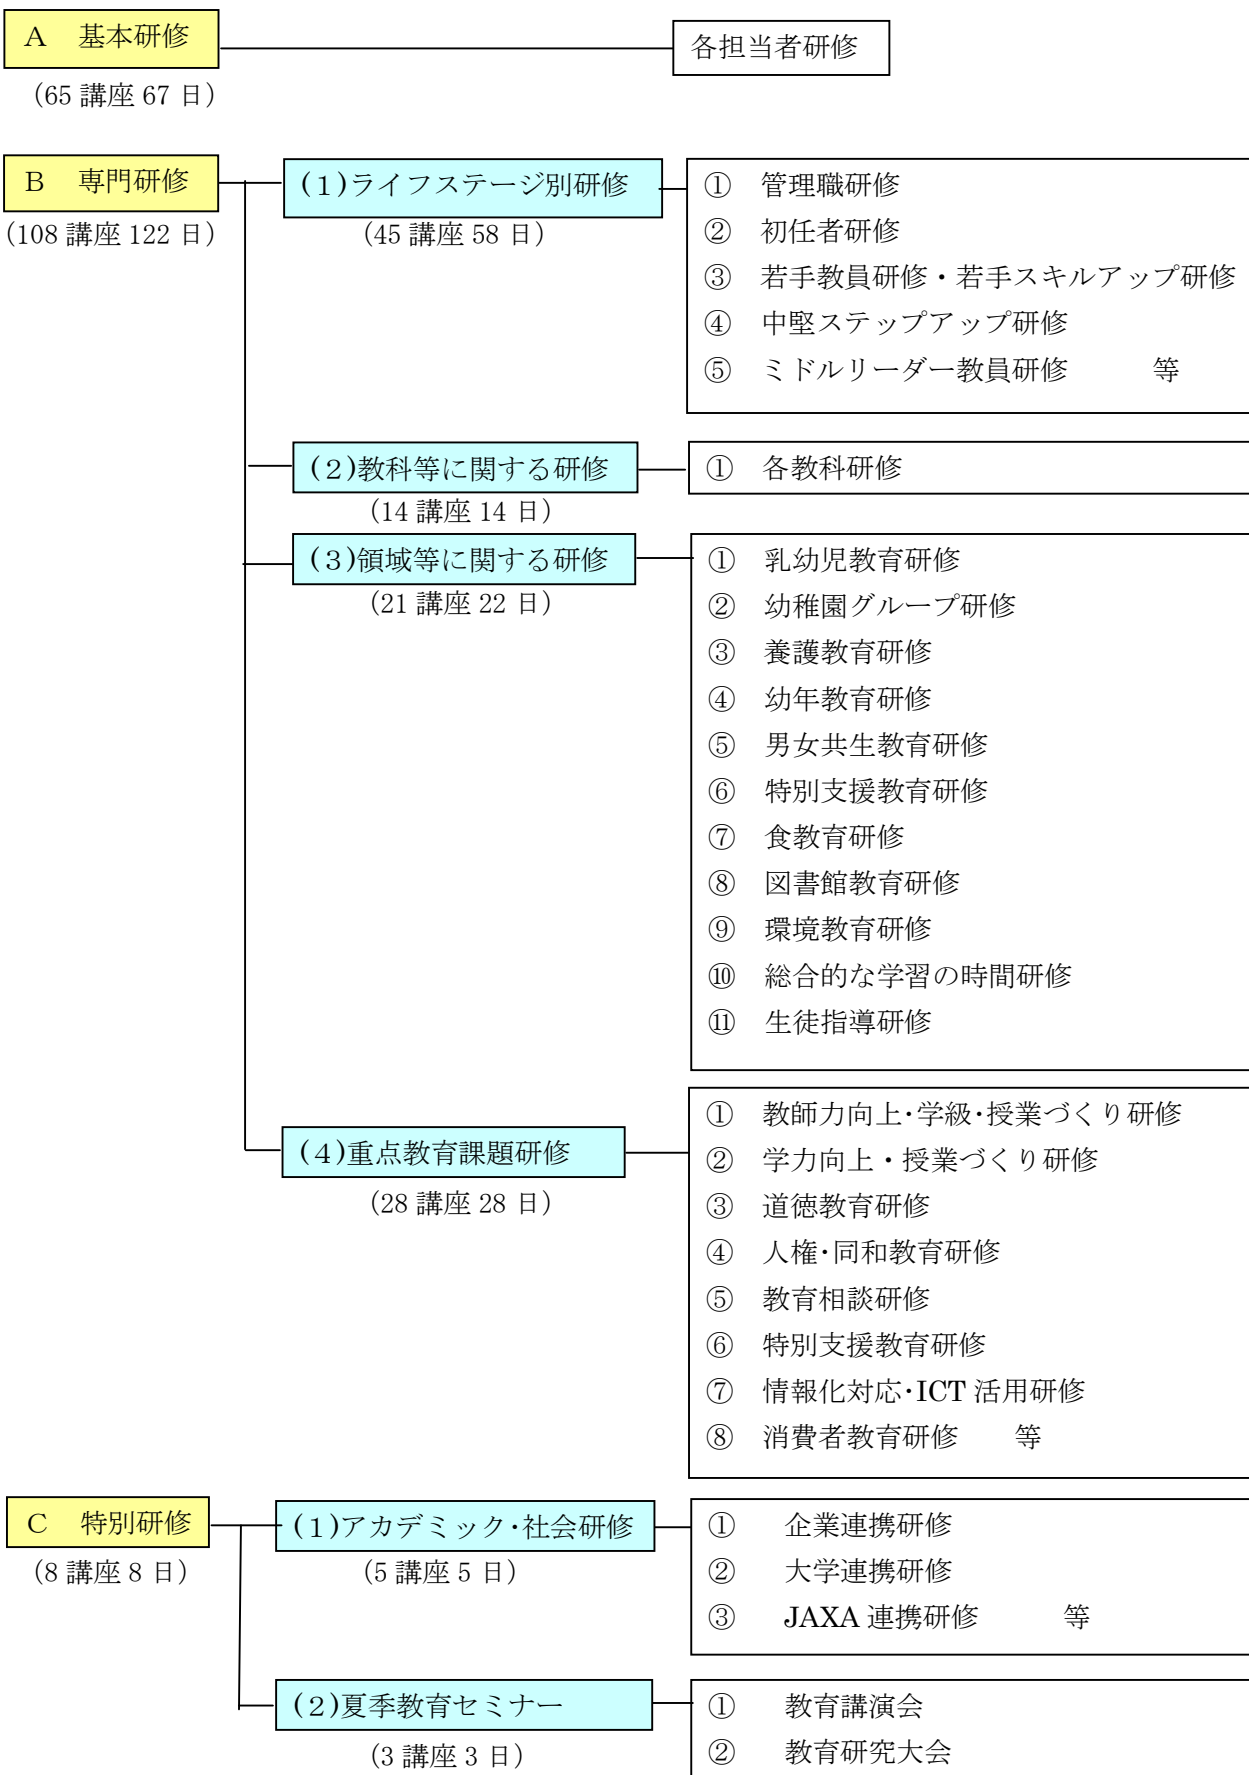 A 基本研修
各担当者研修
(65 講座 67 日)
B 専門研修
(108 講座 122 日)
(1)ライフステージ別研修
(45 講座 58 日)
① 管理職研修
② 初任者研修
③ 若手教員研修・若手スキルアップ研修
④ 中堅ステップアップ研修
⑤ ミドルリーダー教員研修 等
(2)教科等に関する研修
(14 講座 14 日)
① 各教科研修
(3)領域等に関する研修
(21 講座 22 日)
① 乳幼児教育研修
② 幼稚園グループ研修
③ 養護教育研修
④ 幼年教育研修
⑤ 男女共生教育研修
⑥ 特別支援教育研修
⑦ 食教育研修
⑧ 図書館教育研修
⑨ 環境教育研修
⑩ 総合的な学習の時間研修
⑪ 生徒指導研修
(4)重点教育課題研修
(28 講座 28 日)
① 教師力向上・学級・授業づくり研修
② 学力向上・授業づくり研修
③ 道徳教育研修
④ 人権・同和教育研修
⑤ 教育相談研修
⑥ 特別支援教育研修
⑦ 情報化対応・ICT 活用研修
⑧ 消費者教育研修 等
C 特別研修
(8 講座 8 日)
(1)アカデミック・社会研修
(5 講座 5 日)
① 企業連携研修
② 大学連携研修
③ JAXA 連携研修 等
(2)夏季教育セミナー
(3 講座 3 日)
① 教育講演会
② 教育研究大会